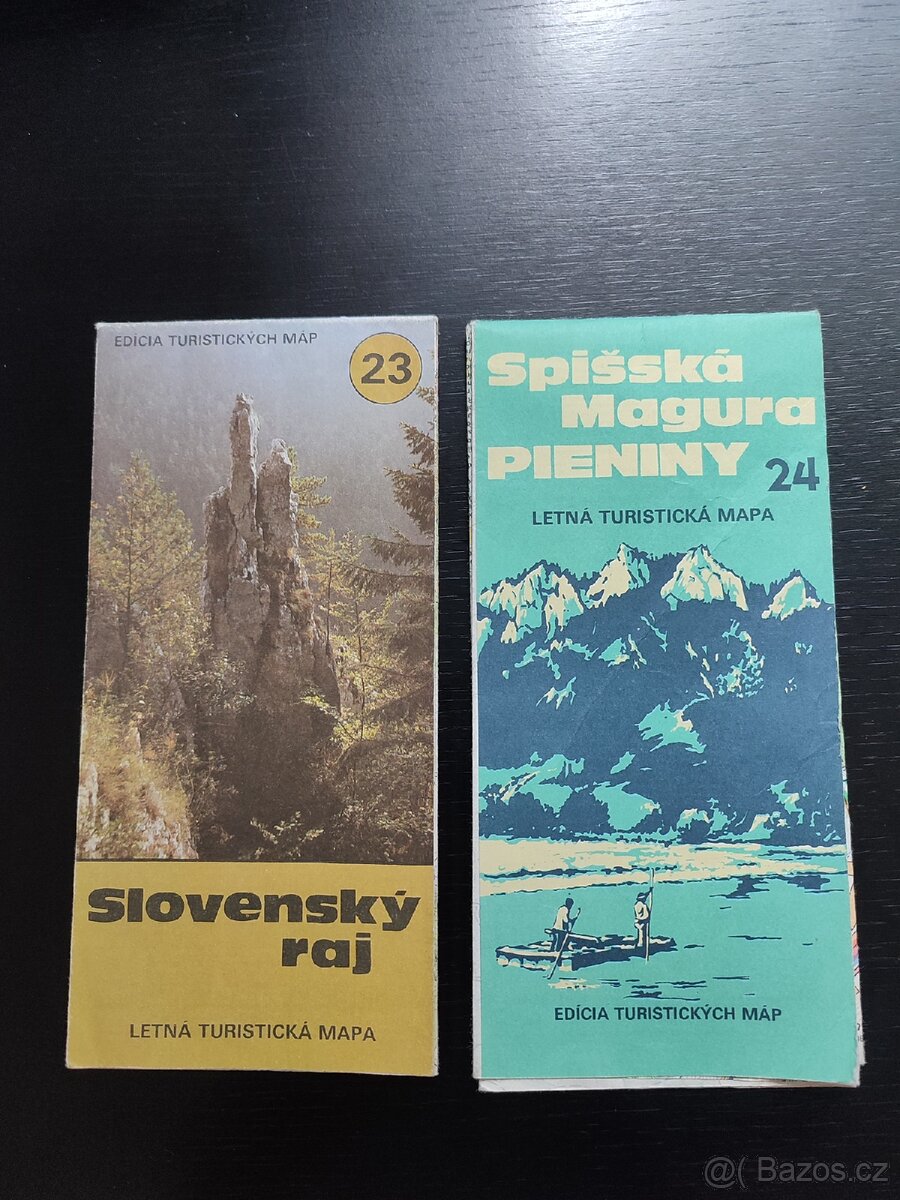 EDÍCIA TURISTICKÝCH MÁP
23
Slovenský
raj
LETNÁ TURISTICKÁ MAPA
Spišská
Magura
PIENINY
24
LETNÁ TURISTICKÁ MAPA
EDÍCIA TURISTICKÝCH MÁP
@( Bazos.cz